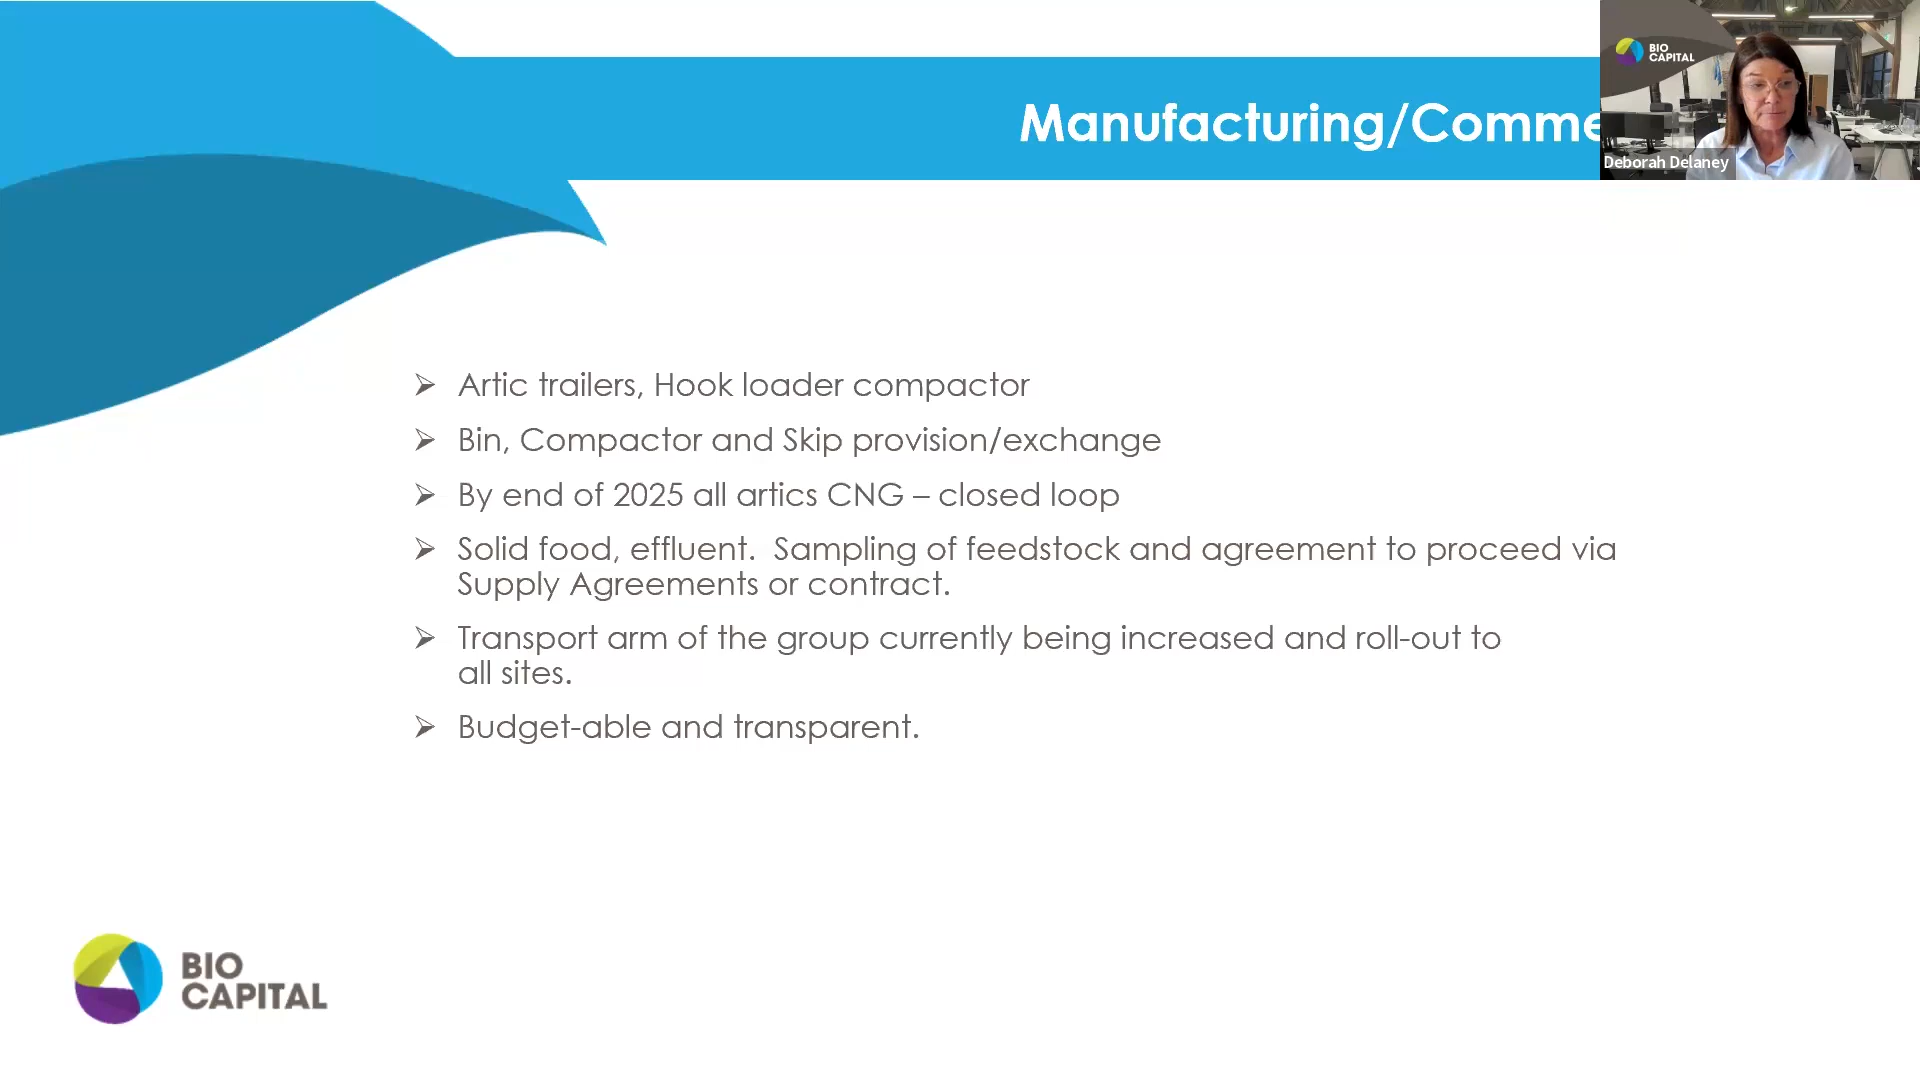 Manufacturing/Comme
BIO
CAPITAL
Deborah Delaney
Artic trailers, Hook loader compactor
Bin, Compactor and Skip provision/exchange
By end of 2025 all artics CNG – closed loop
Solid food, effluent.  Sampling of feedstock and agreement to proceed via
Supply Agreements or contract.
Transport arm of the group currently being increased and roll-out to
all sites.
Budget-able and transparent.
BIO
CAPITAL